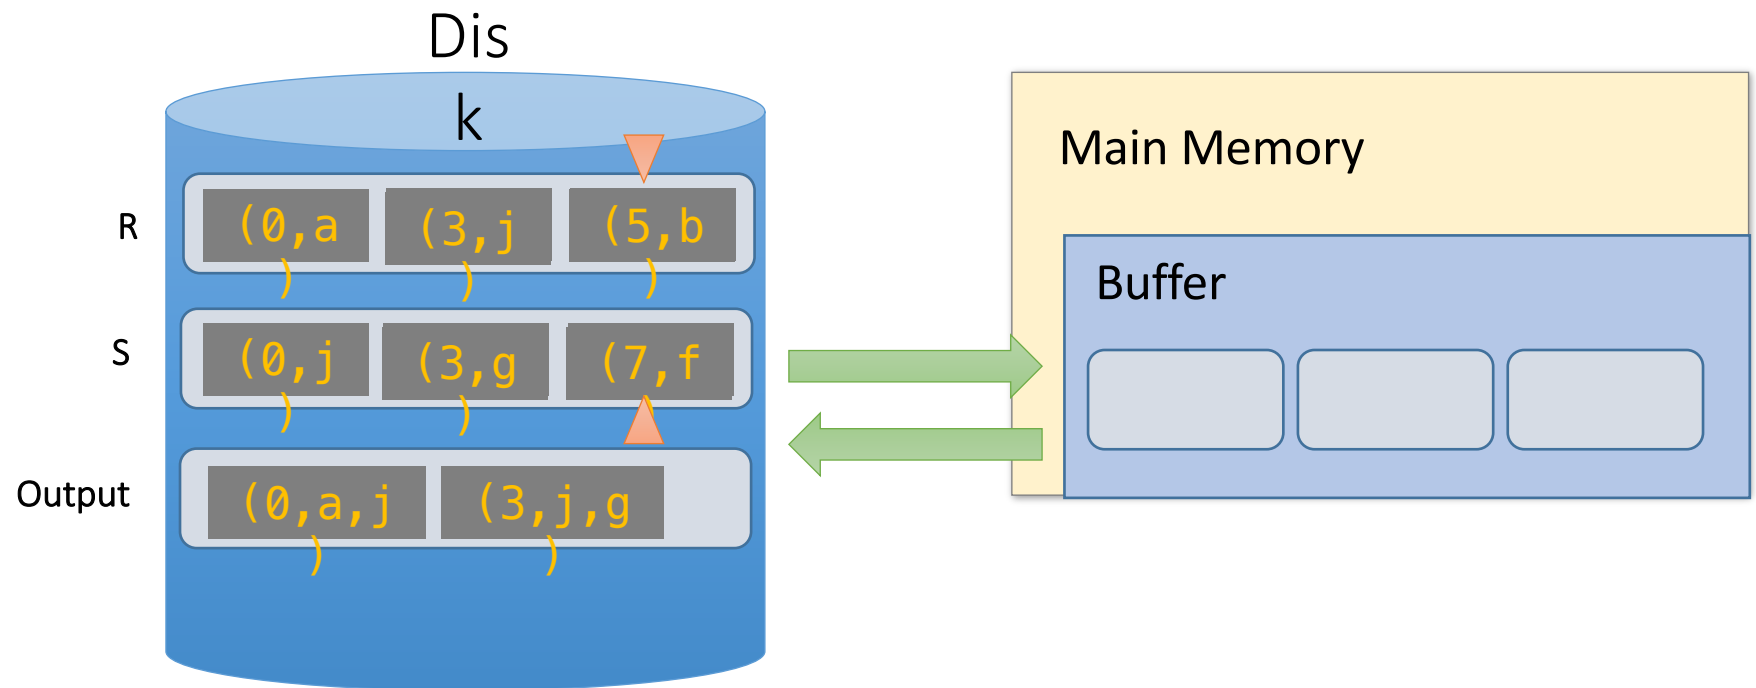 Dis
k
Main Memory
R
(0,a
)
(3,j
)
(5,b
)
Buffer
S
(0,j
)
(3,g
)
(7,f
)
Output
(0,a,j
)
(3,j,g
)